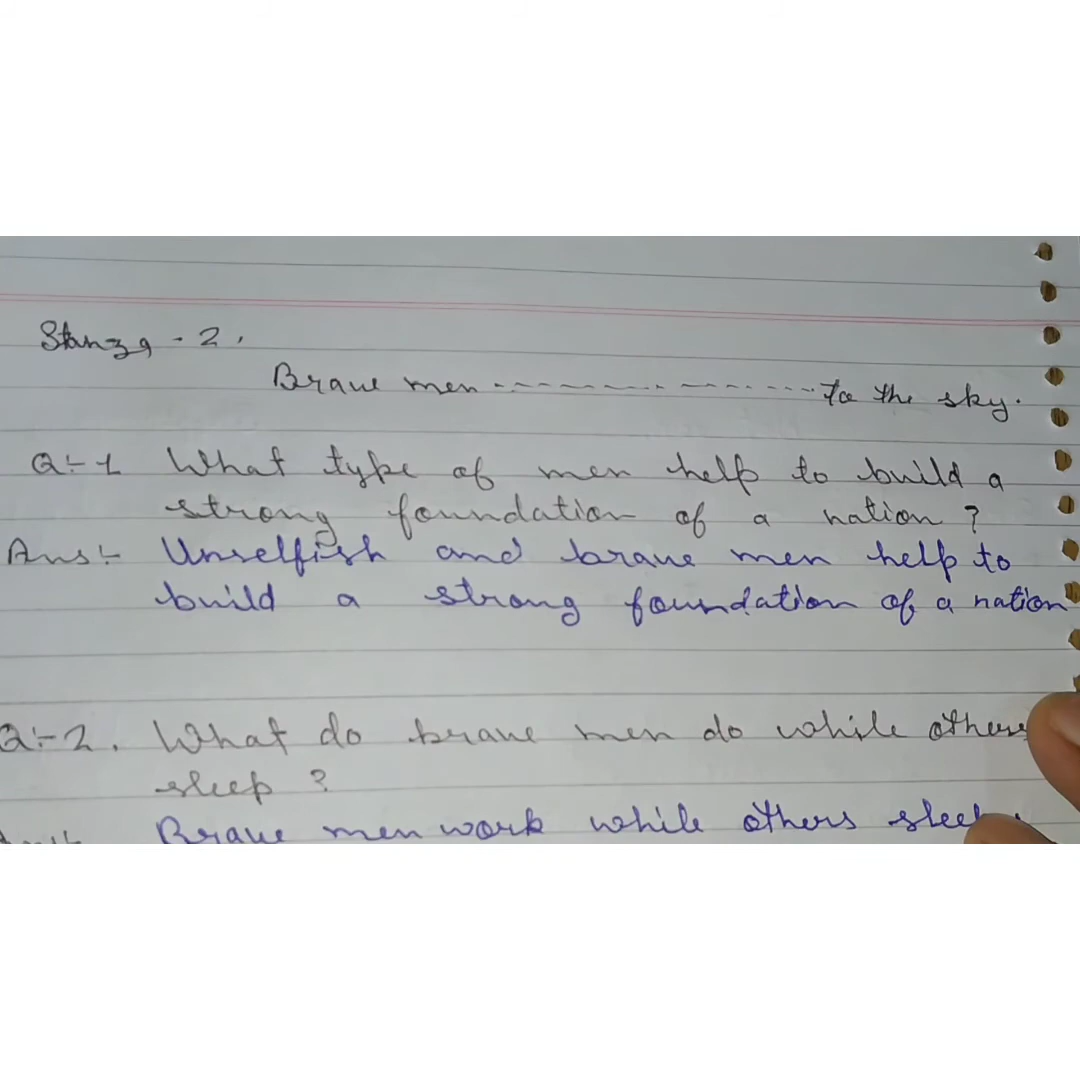 Stanza - 2.
Brave men ---------------- to the sky.
Q:-1 What type of men help to build a
strong foundation of a nation ?
Ans:- Unselfish and brave men help to
build a strong foundation of a nation
Q:-2. What do brave men do while others
sleep ?
Brave men work while others sleep